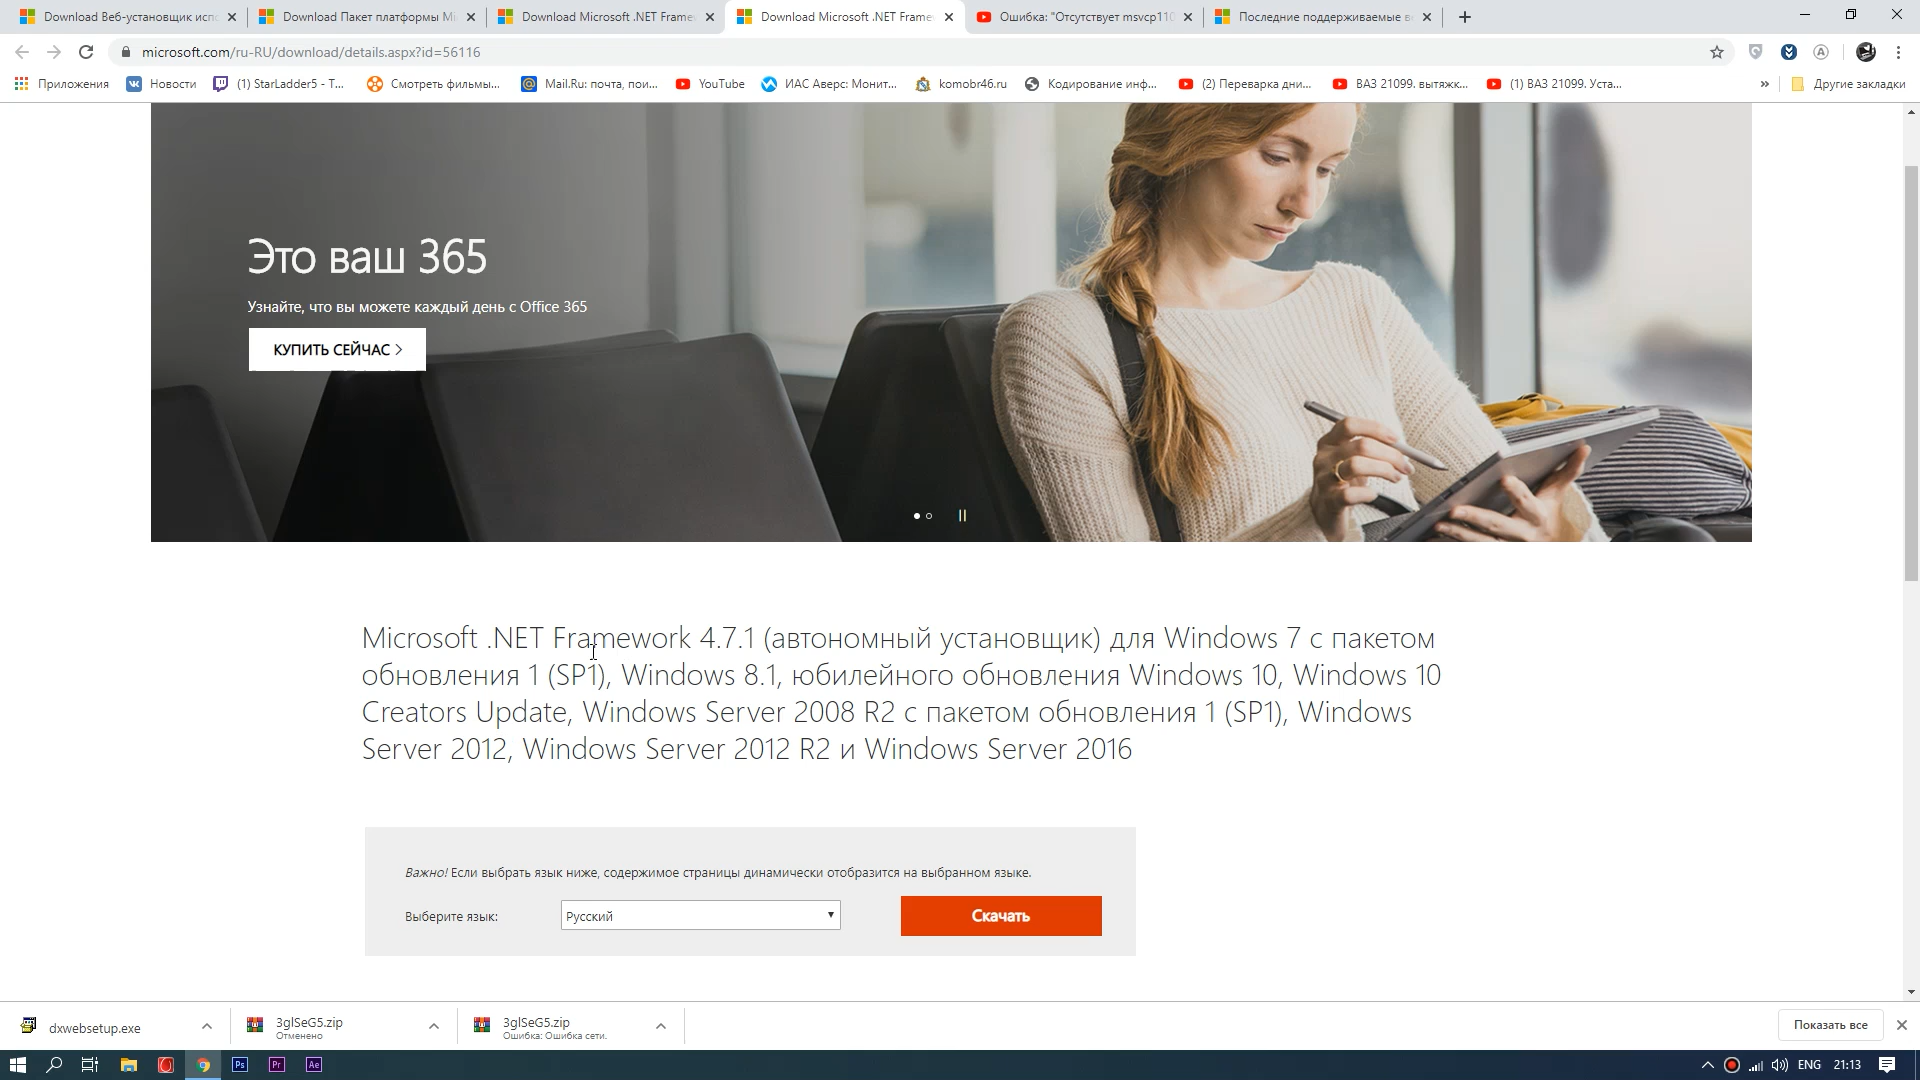 Download Веб-установщик испо
Download Пакет платформы Mi
Download Microsoft .NET Framew
Download Microsoft .NET Framew
Ошибка: "Отсутствует msvcp110
Последние поддерживаемые в
microsoft.com/ru-RU/download/details.aspx?id=56116
Приложения
Новости
(1) StarLadder5 - T...
Смотреть фильмы...
Mail.Ru: почта, пои...
YouTube
ИАС Аверс: Монит...
komobr46.ru
Кодирование инф...
(2) Переварка дни...
ВАЗ 21099. вытяжк...
(1) ВАЗ 21099. Уста...
»
Другие закладки
Это ваш 365
Узнайте, что вы можете каждый день с Office 365
КУПИТЬ СЕЙЧАС >
Microsoft .NET Framework 4.7.1 (автономный установщик) для Windows 7 с пакетом
обновления 1 (SP1), Windows 8.1, юбилейного обновления Windows 10, Windows 10
Creators Update, Windows Server 2008 R2 с пакетом обновления 1 (SP1), Windows
Server 2012, Windows Server 2012 R2 и Windows Server 2016
Важно! Если выбрать язык ниже, содержимое страницы динамически отобразится на выбранном языке.
Выберите язык:
Русский
Скачать
dxwebsetup.exe
3glSeG5.zip
Отменено
3glSeG5.zip
Ошибка: Ошибка сети.
Показать все
Ps
Pr
Ae
ENG
21:13